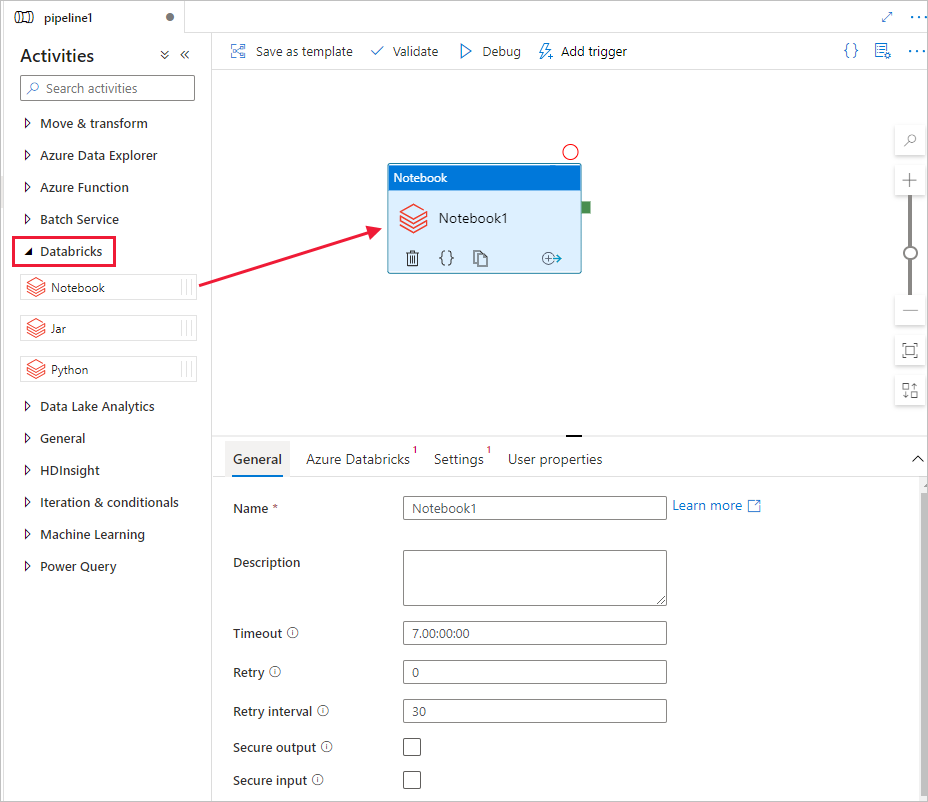 pipeline1
Activities
Search activities
Move & transform
Azure Data Explorer
Azure Function
Batch Service
Databricks
Notebook
Jar
Python
Data Lake Analytics
General
HDInsight
Iteration & conditionals
Machine Learning
Power Query
Save as template Validate Debug Add trigger
Notebook
Notebook1
General Azure Databricks 1 Settings 1 User properties
Name * Notebook1 Learn more
Description
Timeout 7.00:00:00
Retry 0
Retry interval 30
Secure output
Secure input